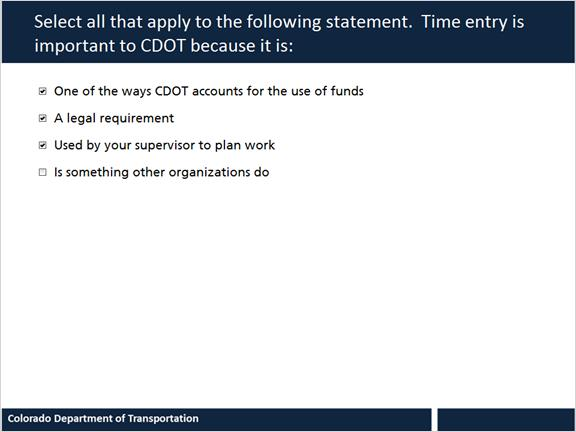 Select all that apply to the following statement.  Time entry is
important to CDOT because it is:
One of the ways CDOT accounts for the use of funds
A legal requirement
Used by your supervisor to plan work
Is something other organizations do
Colorado Department of Transportation